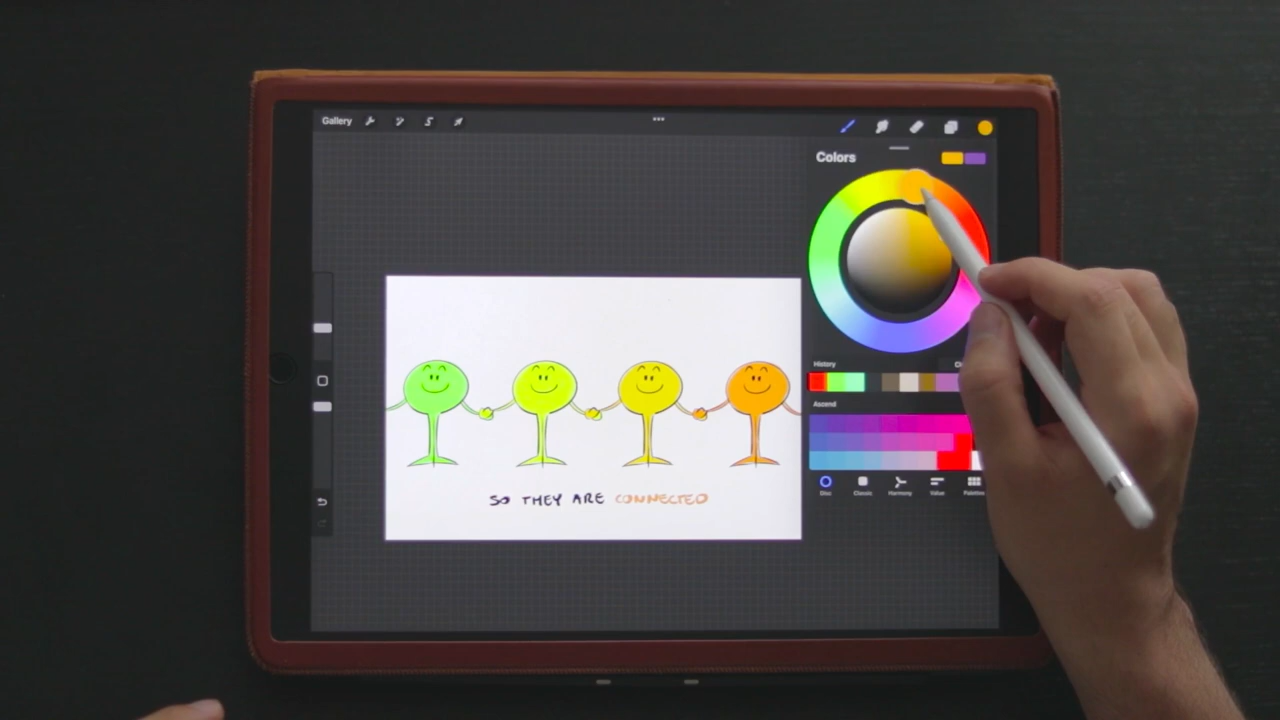 Gallery
Colors
History
Ascend
SO THEY ARE CONNECTED
Disc Classic Harmony Value Palettes